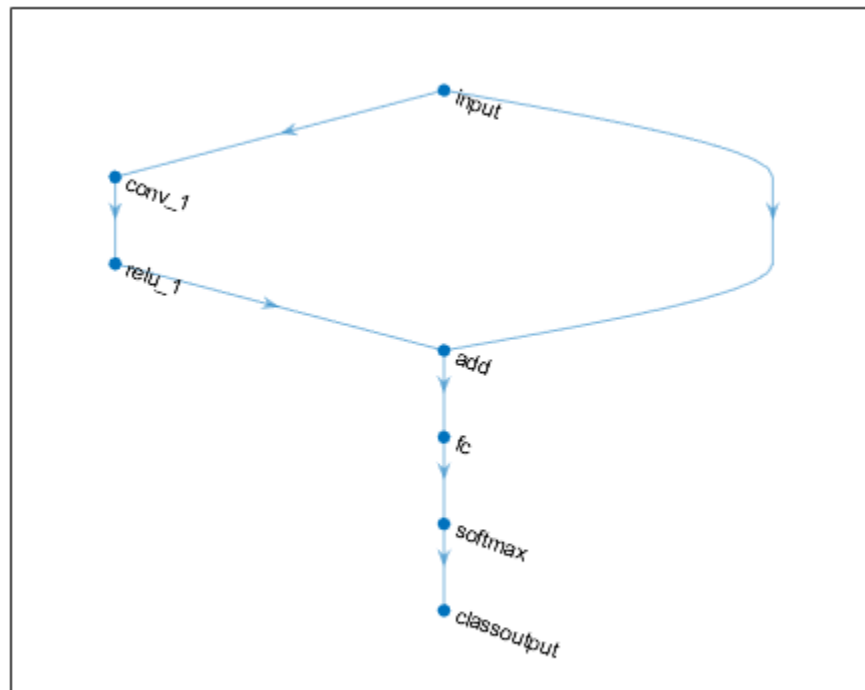 input
conv_1
relu_1
add
fc
softmax
classoutput